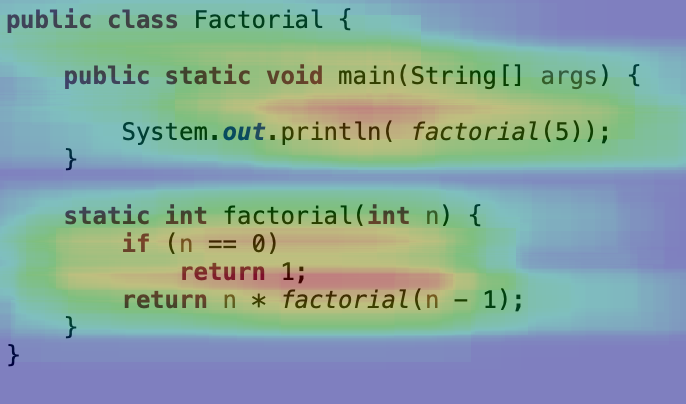 public class Factorial {
public static void main(String[] args) {
System.out.println( factorial(5));
}
static int factorial(int n) {
if (n == 0)
return 1;
return n * factorial(n - 1);
}
}